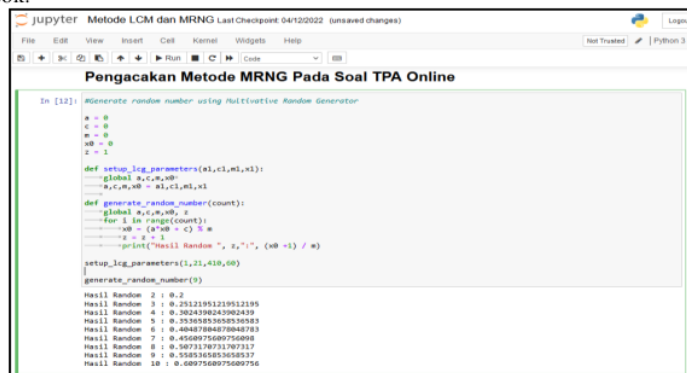 jupyter Metode LCM dan MRNG Last Checkpoint: 04/12/2022 (unsaved changes)
Logou
File Edit View Insert Cell Kernel Widgets Help
Not Trusted Python 3
Run Code
Pengacakan Metode MRNG Pada Soal TPA Online
In [12]: #Generate random number using Multivative Random Generator
a = 0
c = 0
m = 0
x0 = 0
z = 1
def setup_lcg_parameters(a1,c1,m1,x1):
global a,c,m,x0
a,c,m,x0 = a1,c1,m1,x1
def generate_random_number(count):
global a,c,m,x0, z
for i in range(count):
x0 = (a*x0 + c) % m
z = z + 1
print("Hasil Random ", z,":", (x0 +1) / m)
setup_lcg_parameters(1,21,410,60)
generate_random_number(9)
Hasil Random 2 : 0.2
Hasil Random 3 : 0.25121951219512195
Hasil Random 4 : 0.3024390243902439
Hasil Random 5 : 0.35365853658536583
Hasil Random 6 : 0.40487804878048783
Hasil Random 7 : 0.4560975609756098
Hasil Random 8 : 0.5073170731707317
Hasil Random 9 : 0.5585365853658537
Hasil Random 10 : 0.6097560975609756